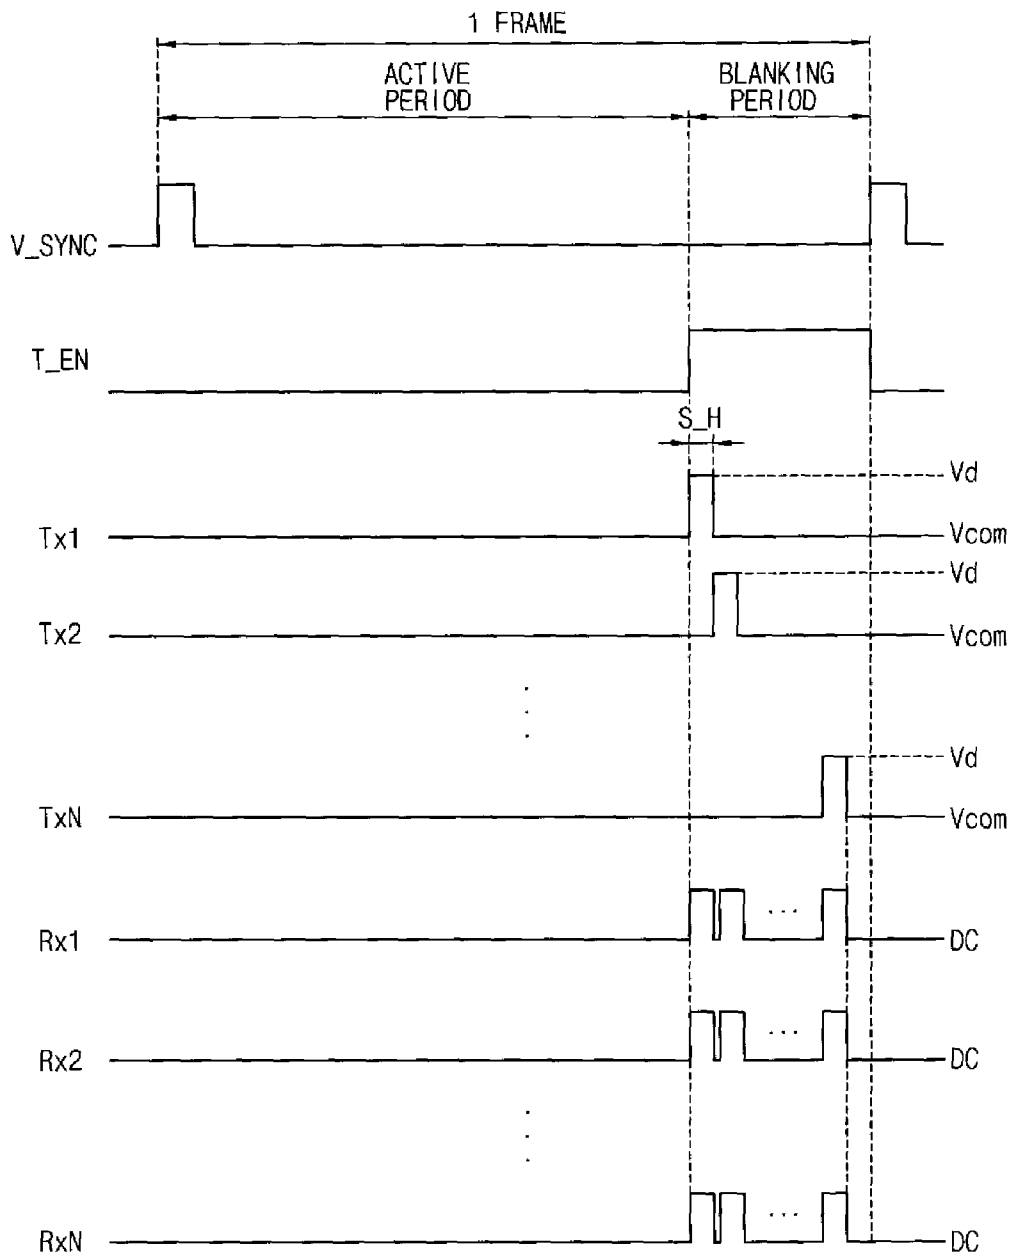 1 FRAME
ACTIVE
PERIOD
BLANKING
PERIOD
V_SYNC
T_EN
S_H
Vd
Tx1
Vcom
Vd
Tx2
Vcom
Vd
TxN
Vcom
...
Rx1
DC
...
Rx2
DC
...
RxN
DC